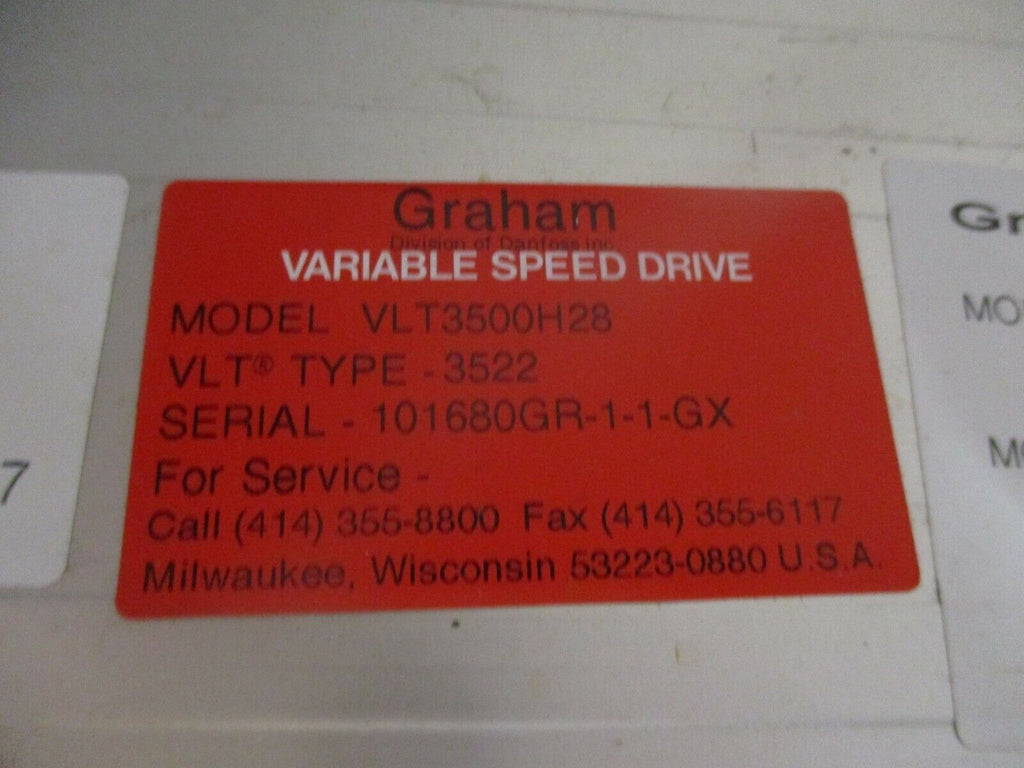 Graham
Division of Danfoss Inc.
VARIABLE SPEED DRIVE
MODEL VLT3500H28
VLT® TYPE - 3522
SERIAL - 101680GR-1-1-GX
For Service -
Call (414) 355-8800 Fax (414) 355-6117
Milwaukee, Wisconsin 53223-0880 U.S.A.
7
Gr
MO
M